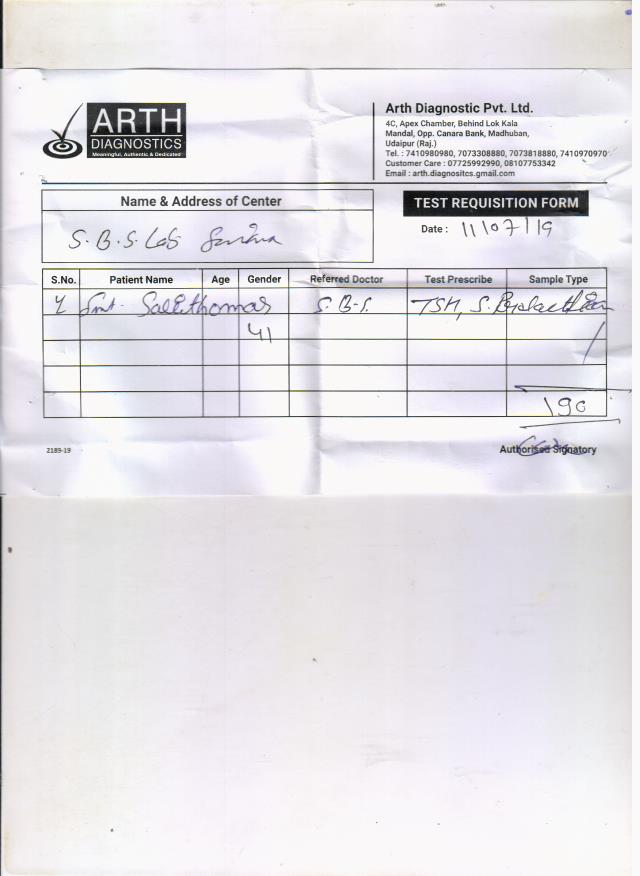 ARTH
DIAGNOSTICS
Meaningful, Authentic & Dedicated
Arth Diagnostic Pvt. Ltd.
4C, Apex Chamber, Behind Lok Kala
Mandal, Opp. Canara Bank, Madhuban,
Udaipur (Raj.)
Tel. : 7410980980, 7073308880, 7073818880, 7410970970
Customer Care : 07725992990, 08107753342
Email : arth.diagnositcs.gmail.com
Name & Address of Center
TEST REQUISITION FORM
S.B.S Lab
Date : 11/07/19
S.No. Patient Name Age Gender Referred Doctor Test Prescribe Sample Type
Smt. S.B-S. TSH, S.
41
190
2189-19
Authorised Signatory